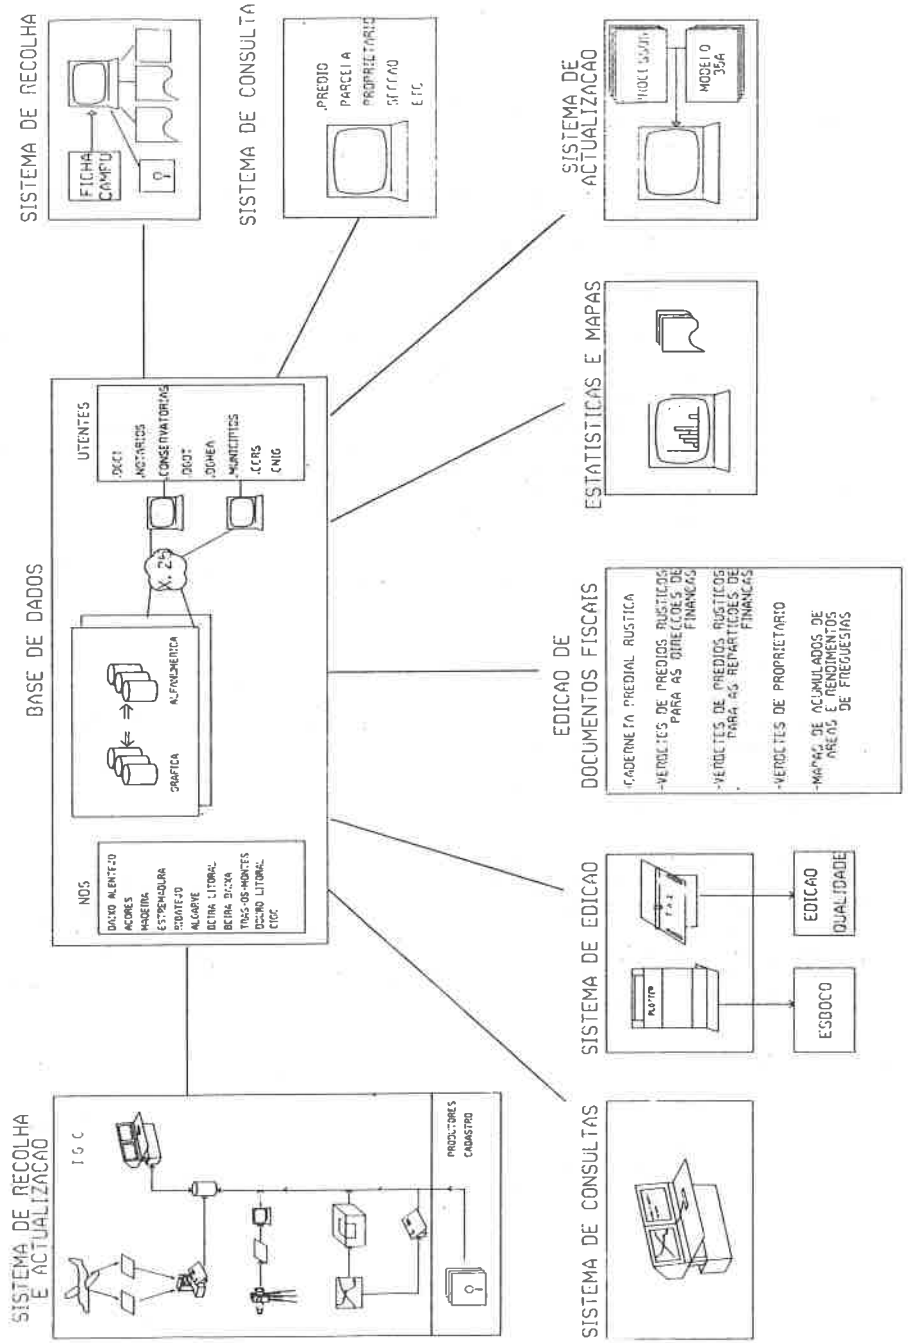 SISTEMA DE RECOLHA
E ACTUALIZACAO
I G C
PRODUTORES
CADASTRO
BASE DE DADOS
NOS
BAIXO ALENTEJO
ACORES
MADEIRA
ESTREMADURA
RIBATEJO
ALGARVE
BEIRA LITORAL
BEIRA BAIXA
TRAS-OS-MONTES
DOURO LITORAL
CIGC
GRAFICA
ALFANUMERICA
X.25
UTENTES
.DGCI
.NOTARIOS
.CONSERVATORIAS
.DGOT
.DGHEA
.MUNICIPIOS
.CCRS
.CNIG
SISTEMA DE RECOLHA
FICHA
CAMPO
SISTEMA DE CONSULTA
.PREDIO
PARCELA
PROPRIETARIO
SECCAO
ETC
SISTEMA DE CONSULTAS
SISTEMA DE EDICAO
PLOTTER
ESBOCO
EDICAO
QUALIDADE
EDICAO DE
DOCUMENTOS FISCAIS
-CADERNETA PREDIAL RUSTICA
-VERBETES DE PREDIOS RUSTICOS
PARA AS DIRECCOES DE
FINANCAS
-VERBETES DE PREDIOS RUSTICOS
PARA AS REPARTICOES DE
FINANCAS
-VERBETES DE PROPRIETARIO
-MAPAS DE ACUMULADOS DE
AREAS E RENDIMENTOS
DE FREGUESIAS
ESTATISTICAS E MAPAS
SISTEMA DE
ACTUALIZACAO
PROCESSOS
MODELO
36A